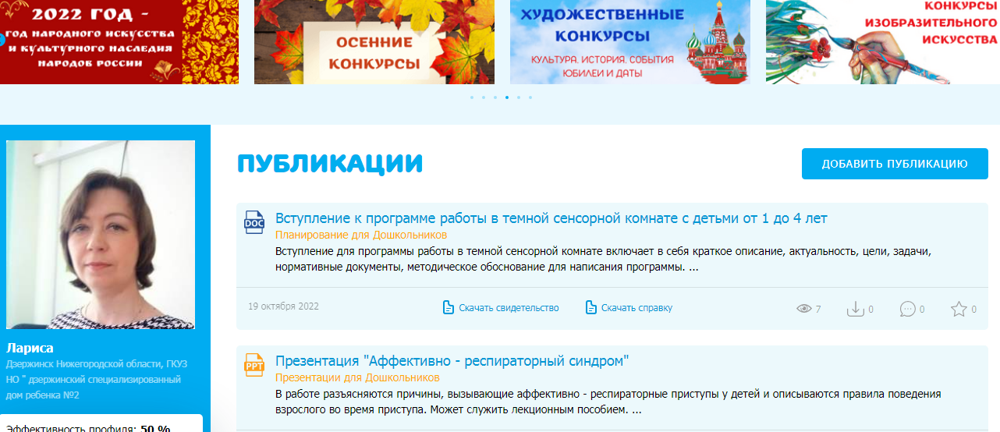 2022 ГОД -
ГОД НАРОДНОГО ИСКУССТВА
И КУЛЬТУРНОГО НАСЛЕДИЯ
НАРОДОВ РОССИИ
ОСЕННИЕ
КОНКУРСЫ
ХУДОЖЕСТВЕННЫЕ
КОНКУРСЫ
КУЛЬТУРА, ИСТОРИЯ, СОБЫТИЯ
ЮБИЛЕИ И ДАТЫ
КОНКУРСЫ
ИЗОБРАЗИТЕЛЬНОГО
ИСКУССТВА
Лариса
Дзержинск Нижегородской области, ГКУЗ
НО " дзержинский специализированный
дом ребенка №2
Эффективность профиля: 50 %
ПУБЛИКАЦИИ
ДОБАВИТЬ ПУБЛИКАЦИЮ
DOC
Вступление к программе работы в темной сенсорной комнате с детьми от 1 до 4 лет
Планирование для Дошкольников
Вступление для программы работы в темной сенсорной комнате включает в себя краткое описание, актуальность, цели, задачи,
нормативные документы, методическое обоснование для написания программы. ...
19 октября 2022
Скачать свидетельство
Скачать справку
7
0
0
0
PPT
Презентация "Аффективно - респираторный синдром"
Презентации для Дошкольников
В работе разъясняются причины, вызывающие аффективно - респираторные приступы у детей и описываются правила поведения
взрослого во время приступа. Может служить лекционным пособием. ...